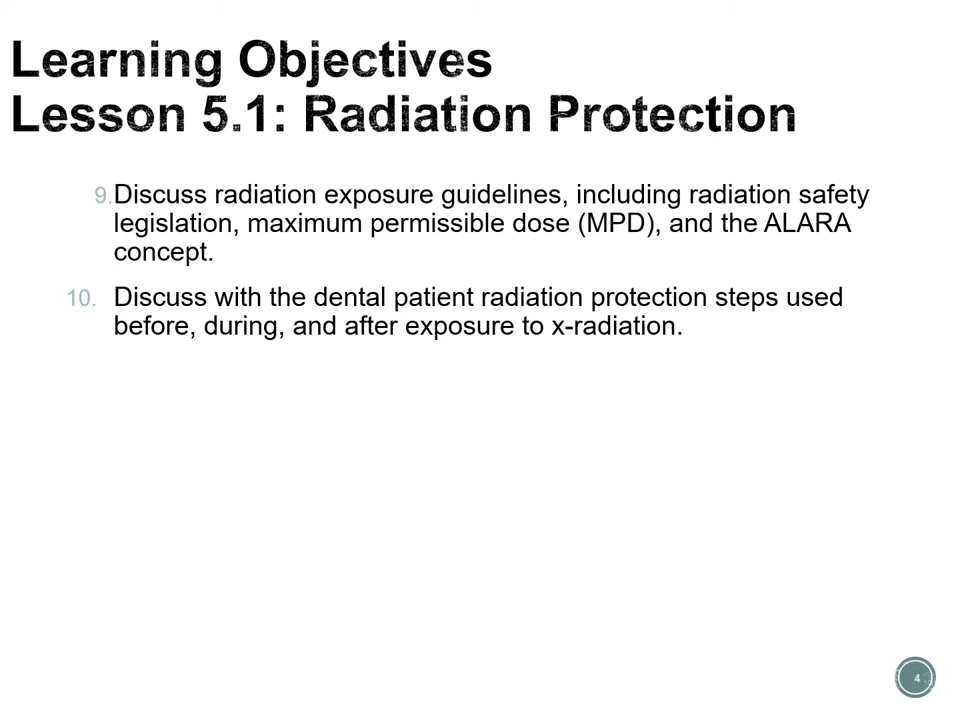 Learning Objectives
Lesson 5.1: Radiation Protection
9. Discuss radiation exposure guidelines, including radiation safety
legislation, maximum permissible dose (MPD), and the ALARA
concept.
10. Discuss with the dental patient radiation protection steps used
before, during, and after exposure to x-radiation.
4